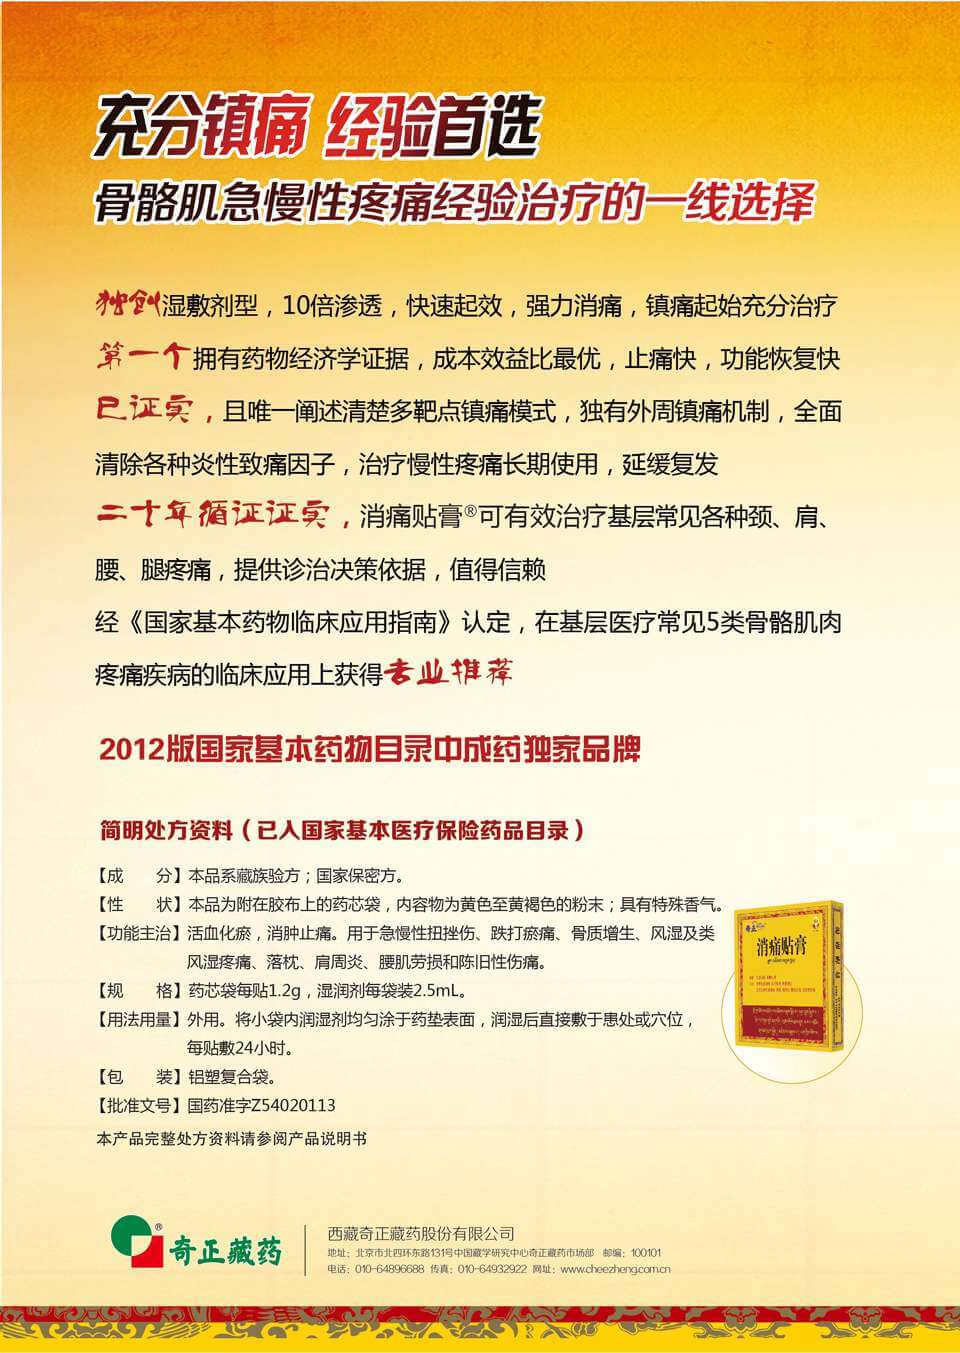 充分镇痛 经验首选
骨骼肌急慢性疼痛经验治疗的一线选择
独创湿敷剂型，10倍渗透，快速起效，强力消痛，镇痛起始充分治疗
第一个拥有药物经济学证据，成本效益比最优，止痛快，功能恢复快
已证实，且唯一阐述清楚多靶点镇痛模式，独有外周镇痛机制，全面
清除各种炎性致痛因子，治疗慢性疼痛长期使用，延缓复发
二十年循证证实，消痛贴膏®可有效治疗基层常见各种颈、肩、
腰、腿疼痛，提供诊治决策依据，值得信赖
经《国家基本药物临床应用指南》认定，在基层医疗常见5类骨骼肌肉
疼痛疾病的临床应用上获得专业推荐
2012版国家基本药物目录中成药独家品牌
简明处方资料（已入国家基本医疗保险药品目录）
【成　　分】本品系藏族验方；国家保密方。
【性　　状】本品为附在胶布上的药芯袋，内容物为黄色至黄褐色的粉末；具有特殊香气。
【功能主治】活血化瘀，消肿止痛。用于急慢性扭挫伤、跌打瘀痛、骨质增生、风湿及类
风湿疼痛、落枕、肩周炎、腰肌劳损和陈旧性伤痛。
【规　　格】药芯袋每贴1.2g，湿润剂每袋装2.5mL。
【用法用量】外用。将小袋内润湿剂均匀涂于药垫表面，润湿后直接敷于患处或穴位，
每贴敷24小时。
【包　　装】铝塑复合袋。
【批准文号】国药准字Z54020113
本产品完整处方资料请参阅产品说明书
奇正
消痛贴膏
® 奇正藏药
西藏奇正藏药股份有限公司
地址：北京市北四环东路131号中国藏学研究中心奇正藏药市场部 邮编：100101
电话：010-64896688 传真：010-64932922 网址：www.cheezheng.com.cn